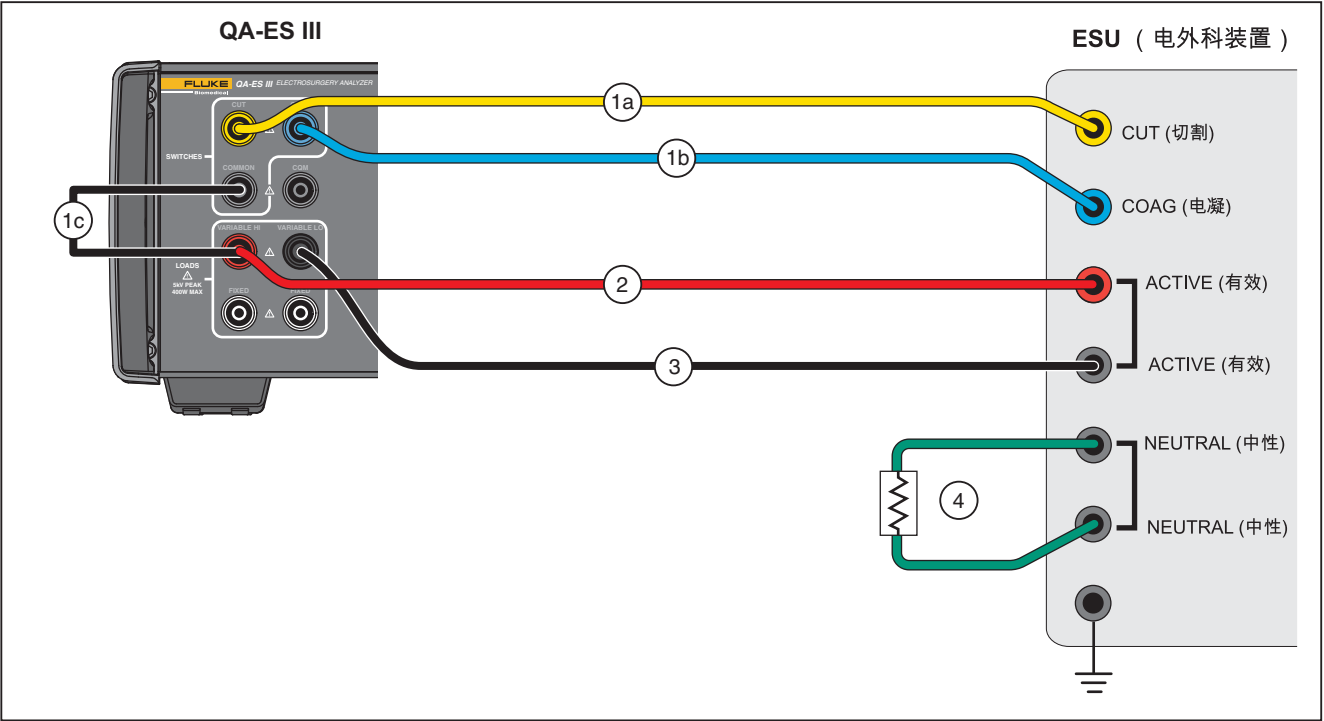 QA-ES III
ESU （电外科装置）
FLUKE
Biomedical
QA-ES III ELECTROSURGERY ANALYZER
CUT
1a
CUT (切割)
1b
SWITCHES
COMMON
CQM
COAG (电凝)
1c
VARIABLE HI
VARIABLE LO
LOADS
5kV PEAK
400W MAX
2
ACTIVE (有效)
FIXED
FIXED
3
ACTIVE (有效)
NEUTRAL (中性)
4
NEUTRAL (中性)